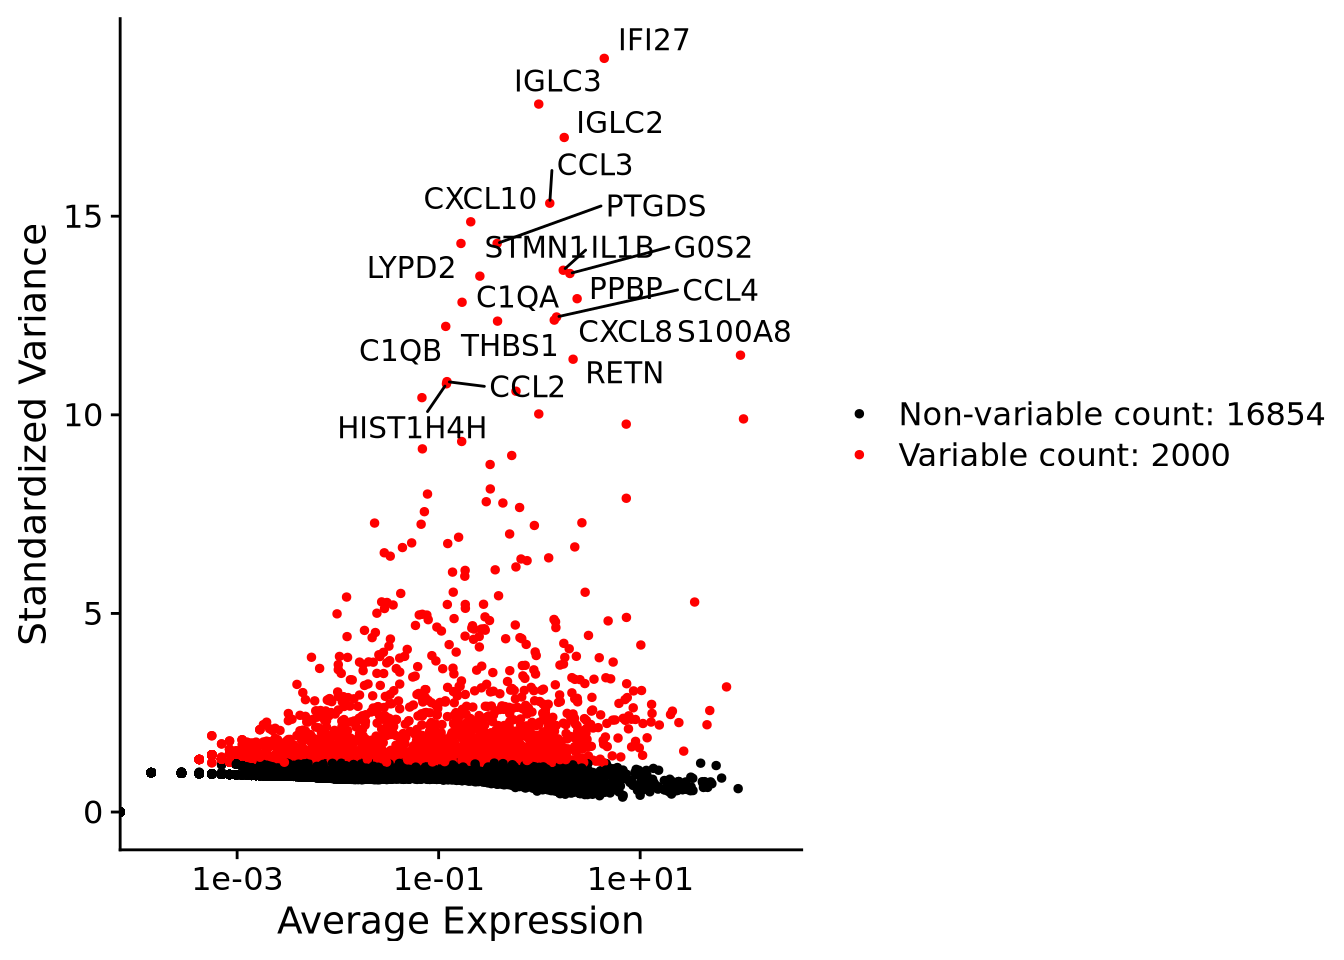 IFI27
IGLC3
IGLC2
CCL3
CXCL10
PTGDS
STMN1
IL1B
G0S2
LYPD2
C1QA
PPBP
CCL4
CXCL8
S100A8
C1QB
THBS1
RETN
CCL2
HIST1H4H
15
10
5
0
Standardized Variance
1e-03
1e-01
1e+01
Average Expression
Non-variable count: 16854
Variable count: 2000